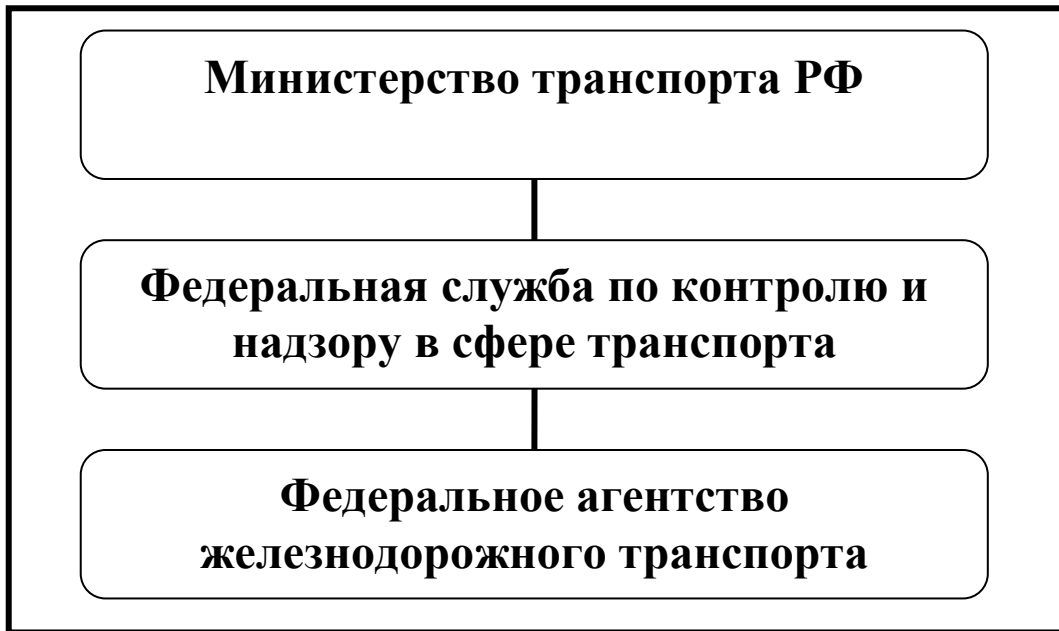 Министерство транспорта РФ
Федеральная служба по контролю и
надзору в сфере транспорта
Федеральное агентство
железнодорожного транспорта